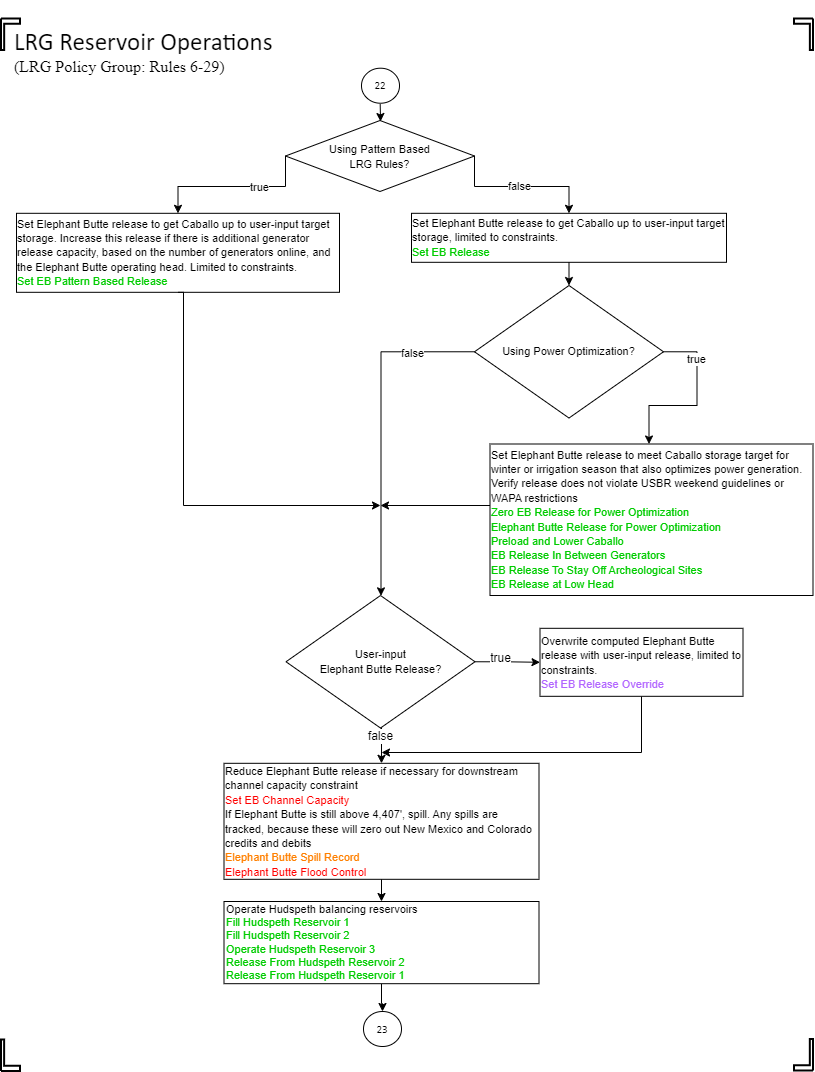 LRG Reservoir Operations
(LRG Policy Group: Rules 6-29)
22
Using Pattern Based
LRG Rules?
true
false
Set Elephant Butte release to get Caballo up to user-input target
storage. Increase this release if there is additional generator
release capacity, based on the number of generators online, and
the Elephant Butte operating head. Limited to constraints.
Set EB Pattern Based Release
Set Elephant Butte release to get Caballo up to user-input target
storage, limited to constraints.
Set EB Release
Using Power Optimization?
false
true
Set Elephant Butte release to meet Caballo storage target for
winter or irrigation season that also optimizes power generation.
Verify release does not violate USBR weekend guidelines or
WAPA restrictions
Zero EB Release for Power Optimization
Elephant Butte Release for Power Optimization
Preload and Lower Caballo
EB Release In Between Generators
EB Release To Stay Off Archeological Sites
EB Release at Low Head
User-input
Elephant Butte Release?
true
Overwrite computed Elephant Butte
release with user-input release, limited to
constraints.
Set EB Release Override
false
Reduce Elephant Butte release if necessary for downstream
channel capacity constraint
Set EB Channel Capacity
If Elephant Butte is still above 4,407', spill. Any spills are
tracked, because these will zero out New Mexico and Colorado
credits and debits
Elephant Butte Spill Record
Elephant Butte Flood Control
Operate Hudspeth balancing reservoirs
Fill Hudspeth Reservoir 1
Fill Hudspeth Reservoir 2
Operate Hudspeth Reservoir 3
Release From Hudspeth Reservoir 2
Release From Hudspeth Reservoir 1
23